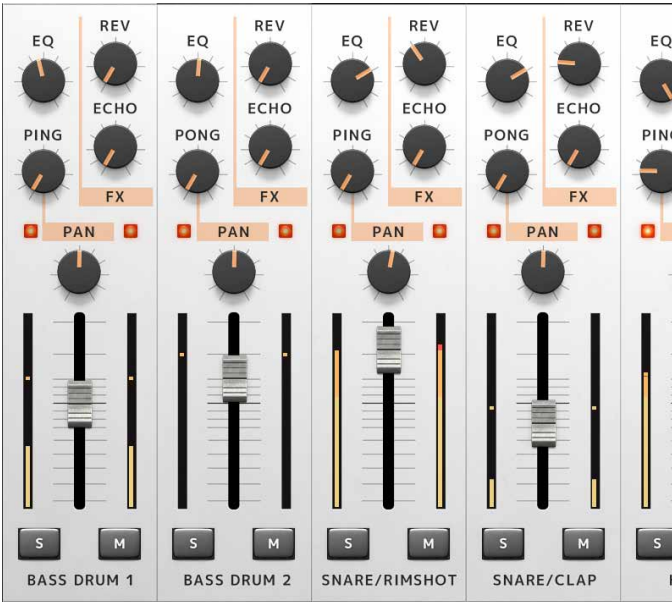 REV
EQ
ECHO
PING
FX
PAN
S M
BASS DRUM 1
REV
EQ
ECHO
PONG
FX
PAN
S M
BASS DRUM 2
REV
EQ
ECHO
PING
FX
PAN
S M
SNARE/RIMSHOT
REV
EQ
ECHO
PONG
FX
PAN
S M
SNARE/CLAP
EQ
S